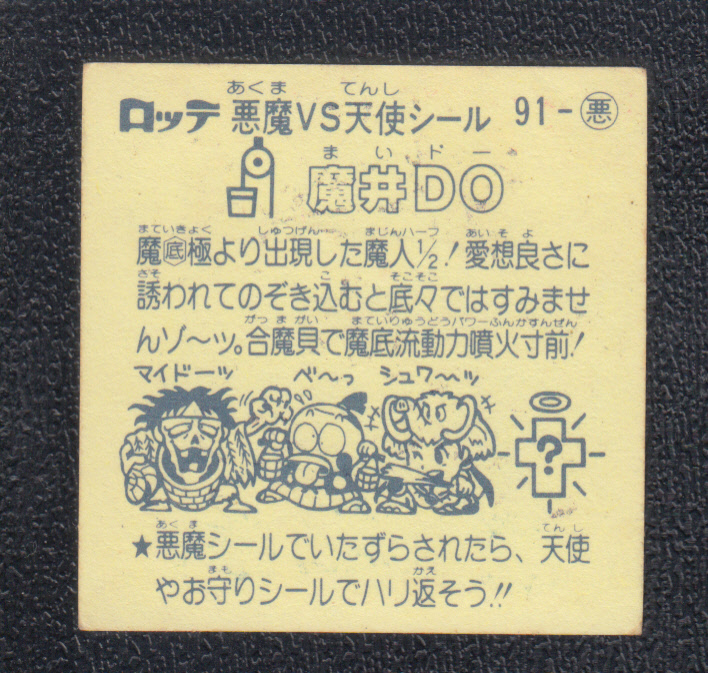 あくま てんし
ロッテ 悪魔VS天使シール 91-悪
まいドー
魔井DO
まていきょく しゅつげん まじんハーフ あいそよ
魔底極より出現した魔人1/2!愛想良さに
さそ こ そこそこ
誘われてのぞき込むと底々ではすみませ
がつまがい まていりゅうどうパワーふんかすんぜん
んゾ〜ッ。合魔貝で魔底流動力噴火寸前!
マイドーッ べ〜っ シュワ〜ッ
?
あくま てんし
★悪魔シールでいたずらされたら、天使
まも かえ
やお守りシールでハリ返そう!!